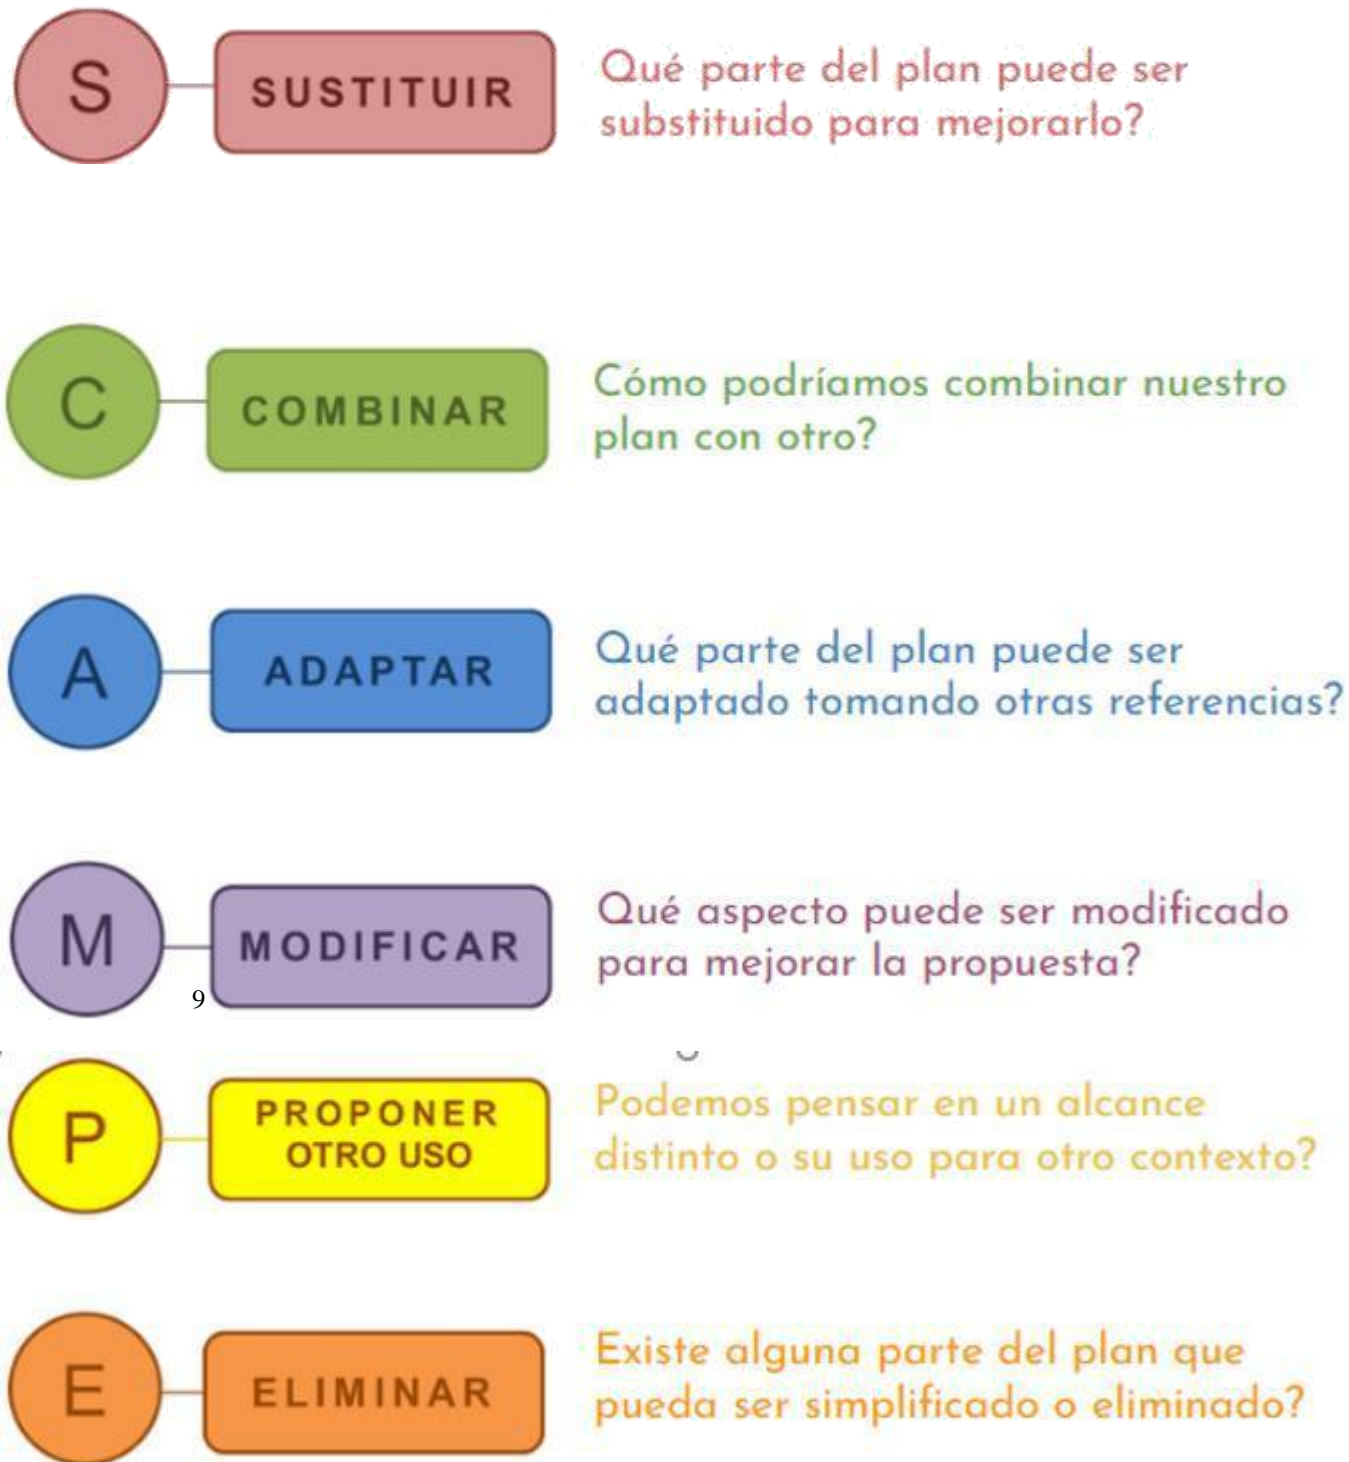 S
SUSTITUIR
Qué parte del plan puede ser
substituido para mejorarlo?
C
COMBINAR
Cómo podríamos combinar nuestro
plan con otro?
A
ADAPTAR
Qué parte del plan puede ser
adaptado tomando otras referencias?
M
MODIFICAR
Qué aspecto puede ser modificado
para mejorar la propuesta?
9
P
PROPONER
OTRO USO
Podemos pensar en un alcance
distinto o su uso para otro contexto?
E
ELIMINAR
Existe alguna parte del plan que
pueda ser simplificado o eliminado?